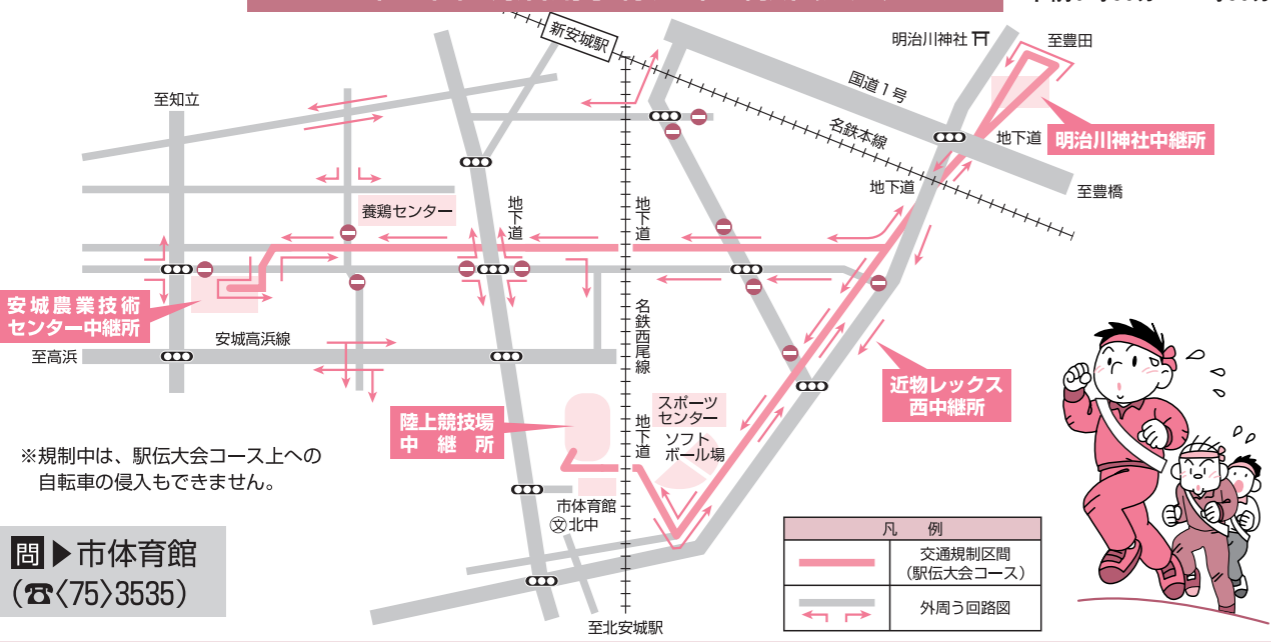 新安城駅
明治川神社
至豊田
国道1号
至知立
名鉄本線
地下道
明治川神社中継所
地下道
至豊橋
養鶏センター
地下道
地下道
安城農業技術
センター中継所
安城高浜線
至高浜
名鉄西尾線
近物レックス
西中継所
陸上競技場
中継所
スポーツ
センター
地下道
ソフト
ボール場
※規制中は、駅伝大会コース上への
自転車の侵入もできません。
市体育館
文北中
問▶市体育館
(☎〈75〉3535)
凡例
交通規制区間
(駅伝大会コース)
外周う回路図
至北安城駅